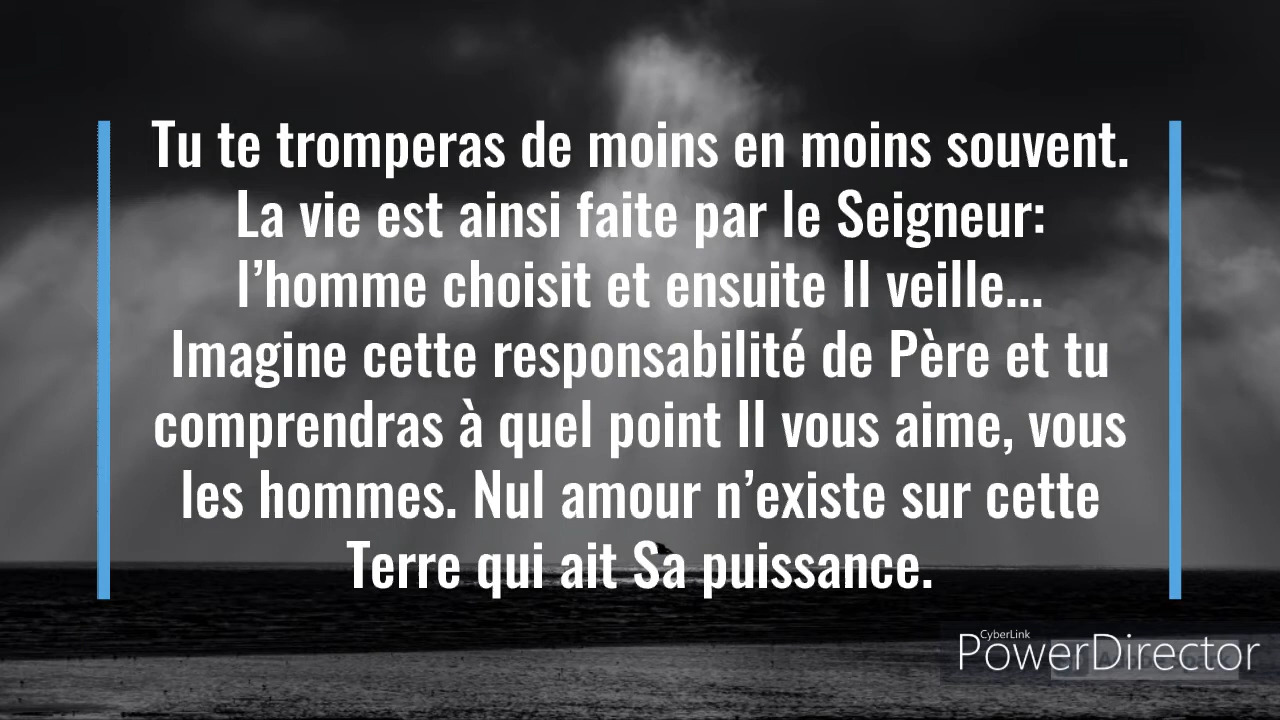 Tu te tromperas de moins en moins souvent.
La vie est ainsi faite par le Seigneur:
l’homme choisit et ensuite Il veille...
Imagine cette responsabilité de Père et tu
comprendras à quel point Il vous aime, vous
les hommes. Nul amour n’existe sur cette
Terre qui ait Sa puissance.
CyberLink
PowerDirector